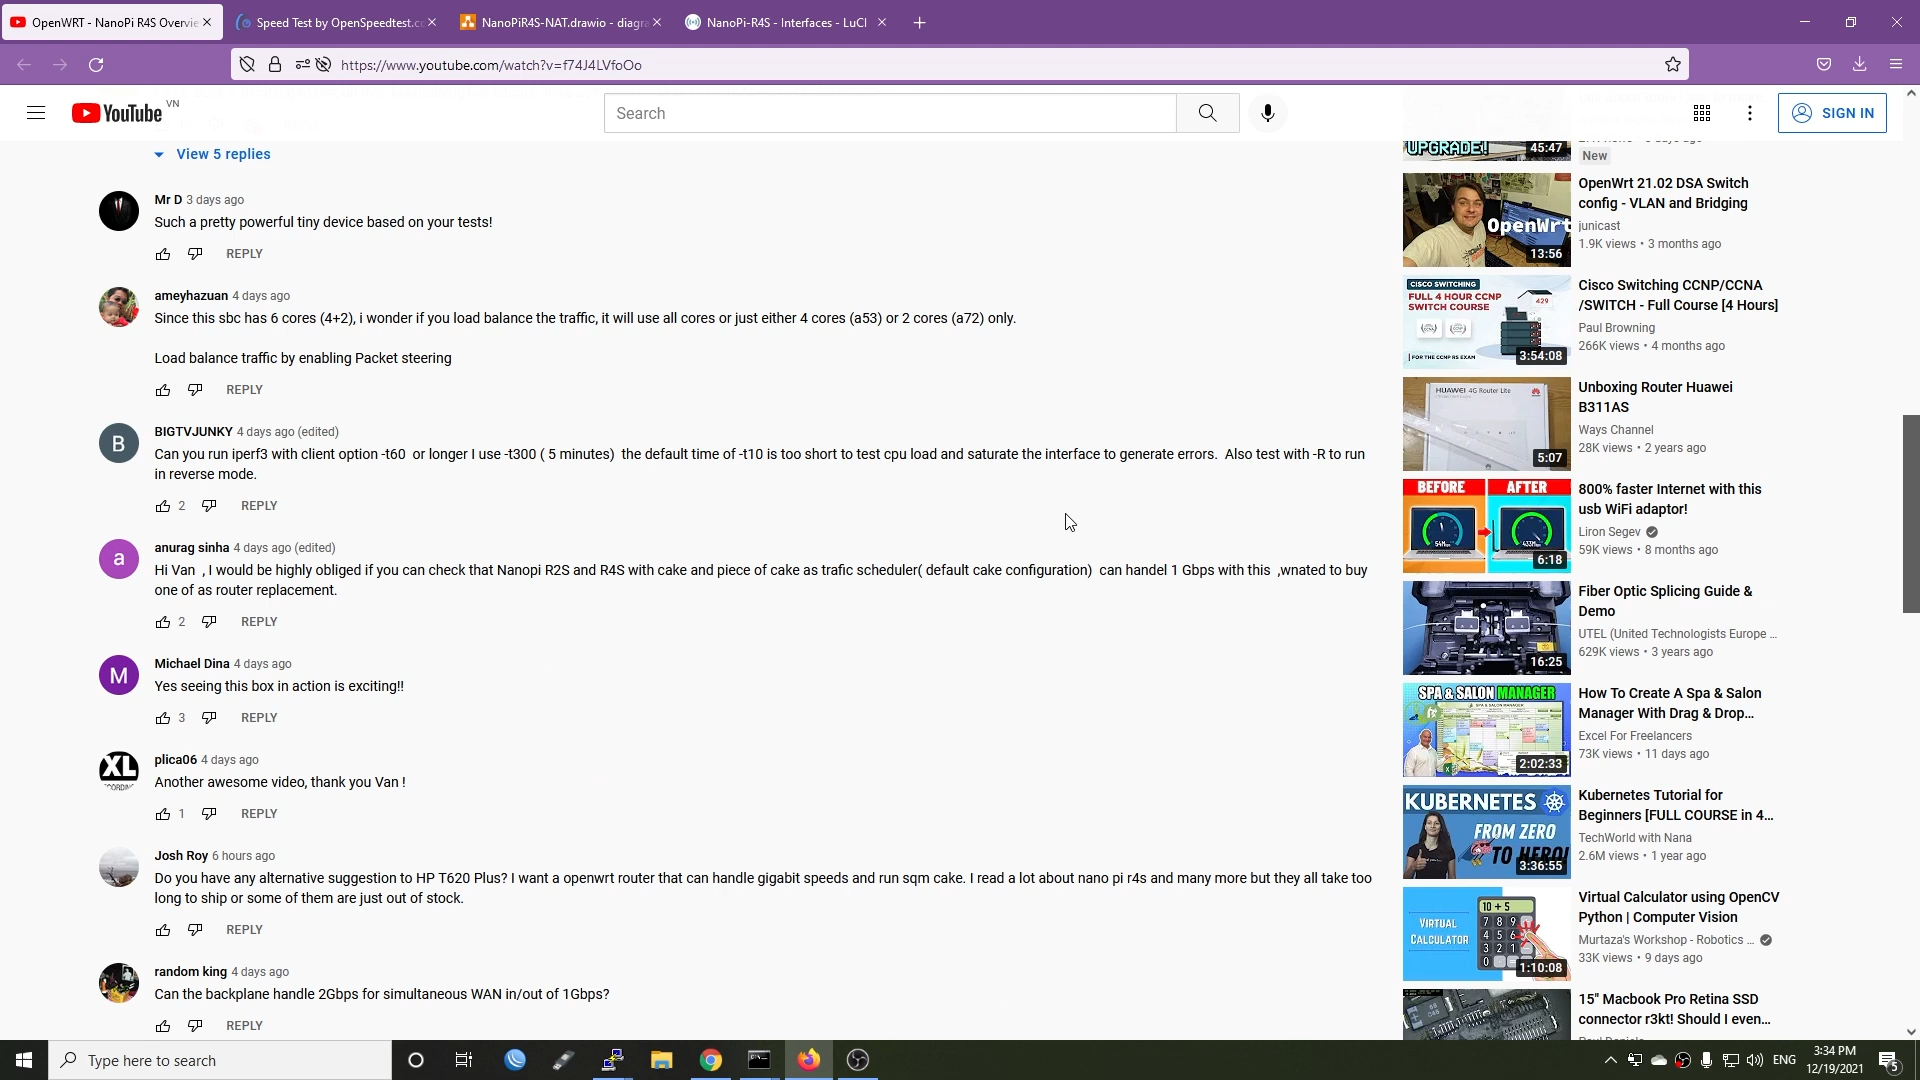 OpenWRT - NanoPi R4S Overvie
Speed Test by OpenSpeedtest.co
NanoPiR4S-NAT.drawio - diagra
NanoPi-R4S - Interfaces - LuCI
https://www.youtube.com/watch?v=f74J4LVfoOo
YouTube VN
Search
SIGN IN
View 5 replies
Mr D 3 days ago
Such a pretty powerful tiny device based on your tests!
REPLY
ameyhazuan 4 days ago
Since this sbc has 6 cores (4+2), i wonder if you load balance the traffic, it will use all cores or just either 4 cores (a53) or 2 cores (a72) only.
Load balance traffic by enabling Packet steering
REPLY
B
BIGTVJUNKY 4 days ago (edited)
Can you run iperf3 with client option -t60 or longer I use -t300 ( 5 minutes) the default time of -t10 is too short to test cpu load and saturate the interface to generate errors. Also test with -R to run
in reverse mode.
2 REPLY
a
anurag sinha 4 days ago (edited)
Hi Van , I would be highly obliged if you can check that Nanopi R2S and R4S with cake and piece of cake as trafic scheduler( default cake configuration) can handel 1 Gbps with this ,wnated to buy
one of as router replacement.
2 REPLY
M
Michael Dina 4 days ago
Yes seeing this box in action is exciting!!
3 REPLY
XL
plica06 4 days ago
Another awesome video, thank you Van !
1 REPLY
Josh Roy 6 hours ago
Do you have any alternative suggestion to HP T620 Plus? I want a openwrt router that can handle gigabit speeds and run sqm cake. I read a lot about nano pi r4s and many more but they all take too
long to ship or some of them are just out of stock.
REPLY
random king 4 days ago
Can the backplane handle 2Gbps for simultaneous WAN in/out of 1Gbps?
REPLY
UPGRADE!
45:47
New
OpenWrt
13:56
OpenWrt 21.02 DSA Switch
config - VLAN and Bridging
junicast
1.9K views • 3 months ago
CISCO SWITCHING
FULL 4 HOUR CCNP
SWITCH COURSE
429
FOR THE CCNP RS EXAM
3:54:08
Cisco Switching CCNP/CCNA
/SWITCH - Full Course [4 Hours]
Paul Browning
266K views • 4 months ago
HUAWEI 4G Router Lite
5:07
Unboxing Router Huawei
B311AS
Ways Channel
28K views • 2 years ago
BEFORE
AFTER
6:18
800% faster Internet with this
usb WiFi adaptor!
Liron Segev
59K views • 8 months ago
16:25
Fiber Optic Splicing Guide &
Demo
UTEL (United Technologists Europe ...
629K views • 3 years ago
SPA & SALON MANAGER
2:02:33
How To Create A Spa & Salon
Manager With Drag & Drop...
Excel For Freelancers
73K views • 11 days ago
KUBERNETES
FROM ZERO
TO HERO!
3:36:55
Kubernetes Tutorial for
Beginners [FULL COURSE in 4...
TechWorld with Nana
2.6M views • 1 year ago
VIRTUAL
CALCULATOR
10 + 5
7 8 9
4 5 6
1:10:08
Virtual Calculator using OpenCV
Python | Computer Vision
Murtaza's Workshop - Robotics ...
33K views • 9 days ago
15" Macbook Pro Retina SSD
connector r3kt! Should I even...
Type here to search
ENG
3:34 PM
12/19/2021
5